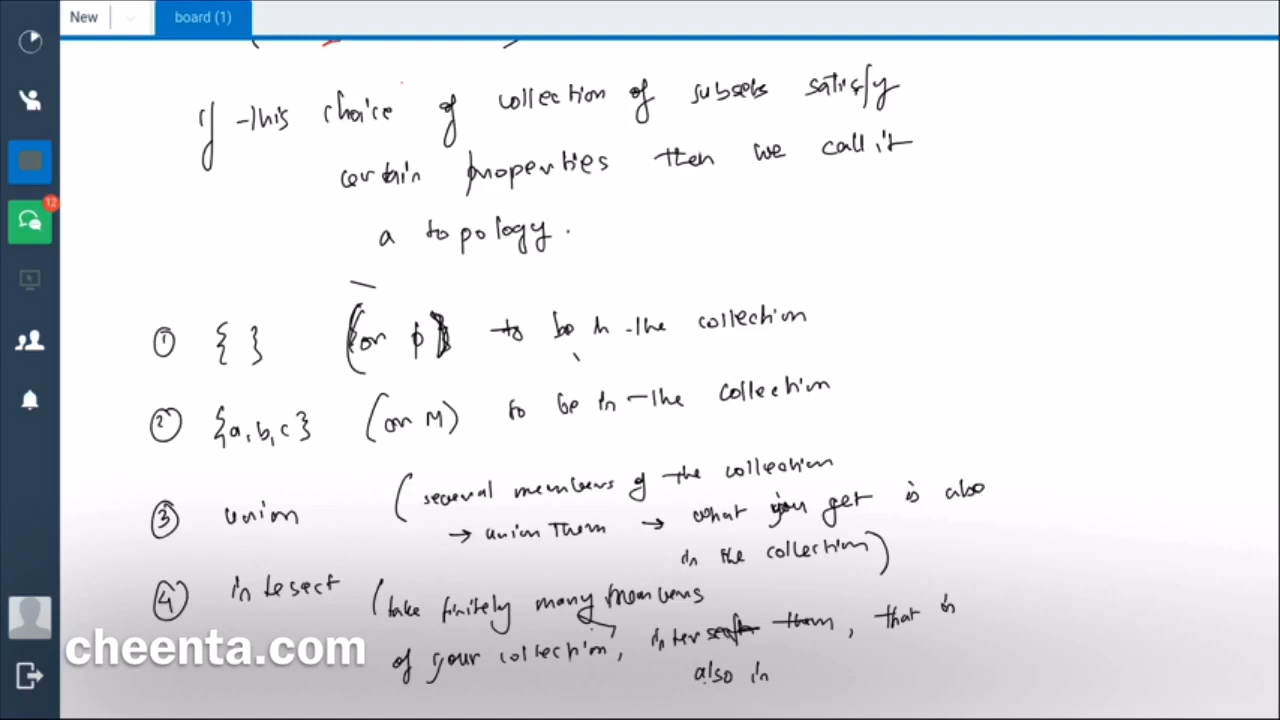 New board (1)
if this choice of collection of subsets satisfy
certain properties then we call it
a topology.
① { } (or ϕ) to be in the collection
② {a,b,c} (or M) to be in the collection
③ union (several members of the collection
→ union them → what you get is also
in the collection)
④ intesect (take finitely many members
of your collection, intersect them, that is
also in
12
cheenta.com